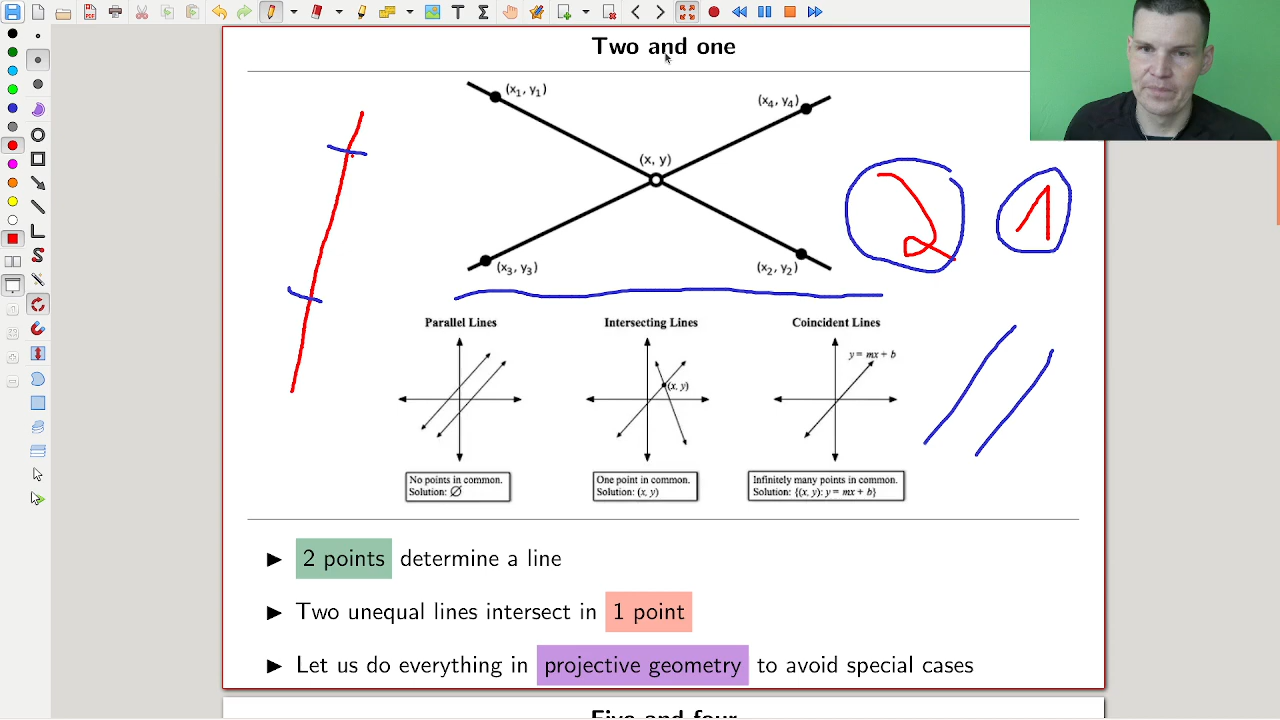 Two and one
(x₁, y₁)
(x₄, y₄)
(x, y)
(x₃, y₃)
(x₂, y₂)
2 1
Parallel Lines
Intersecting Lines
Coincident Lines
y = mx + b
(x, y)
No points in common.
Solution: ∅
One point in common.
Solution: (x, y)
Infinitely many points in common.
Solution: {(x, y): y = mx + b}
► 2 points determine a line
► Two unequal lines intersect in 1 point
► Let us do everything in projective geometry to avoid special cases
Five and four